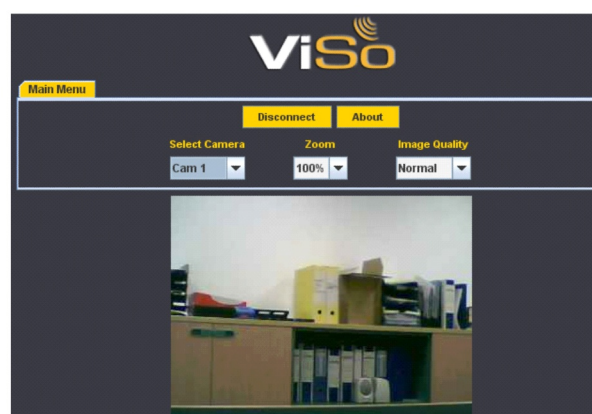 ViSo
Main Menu
Disconnect About
Select Camera Zoom Image Quality
Cam 1 100% Normal